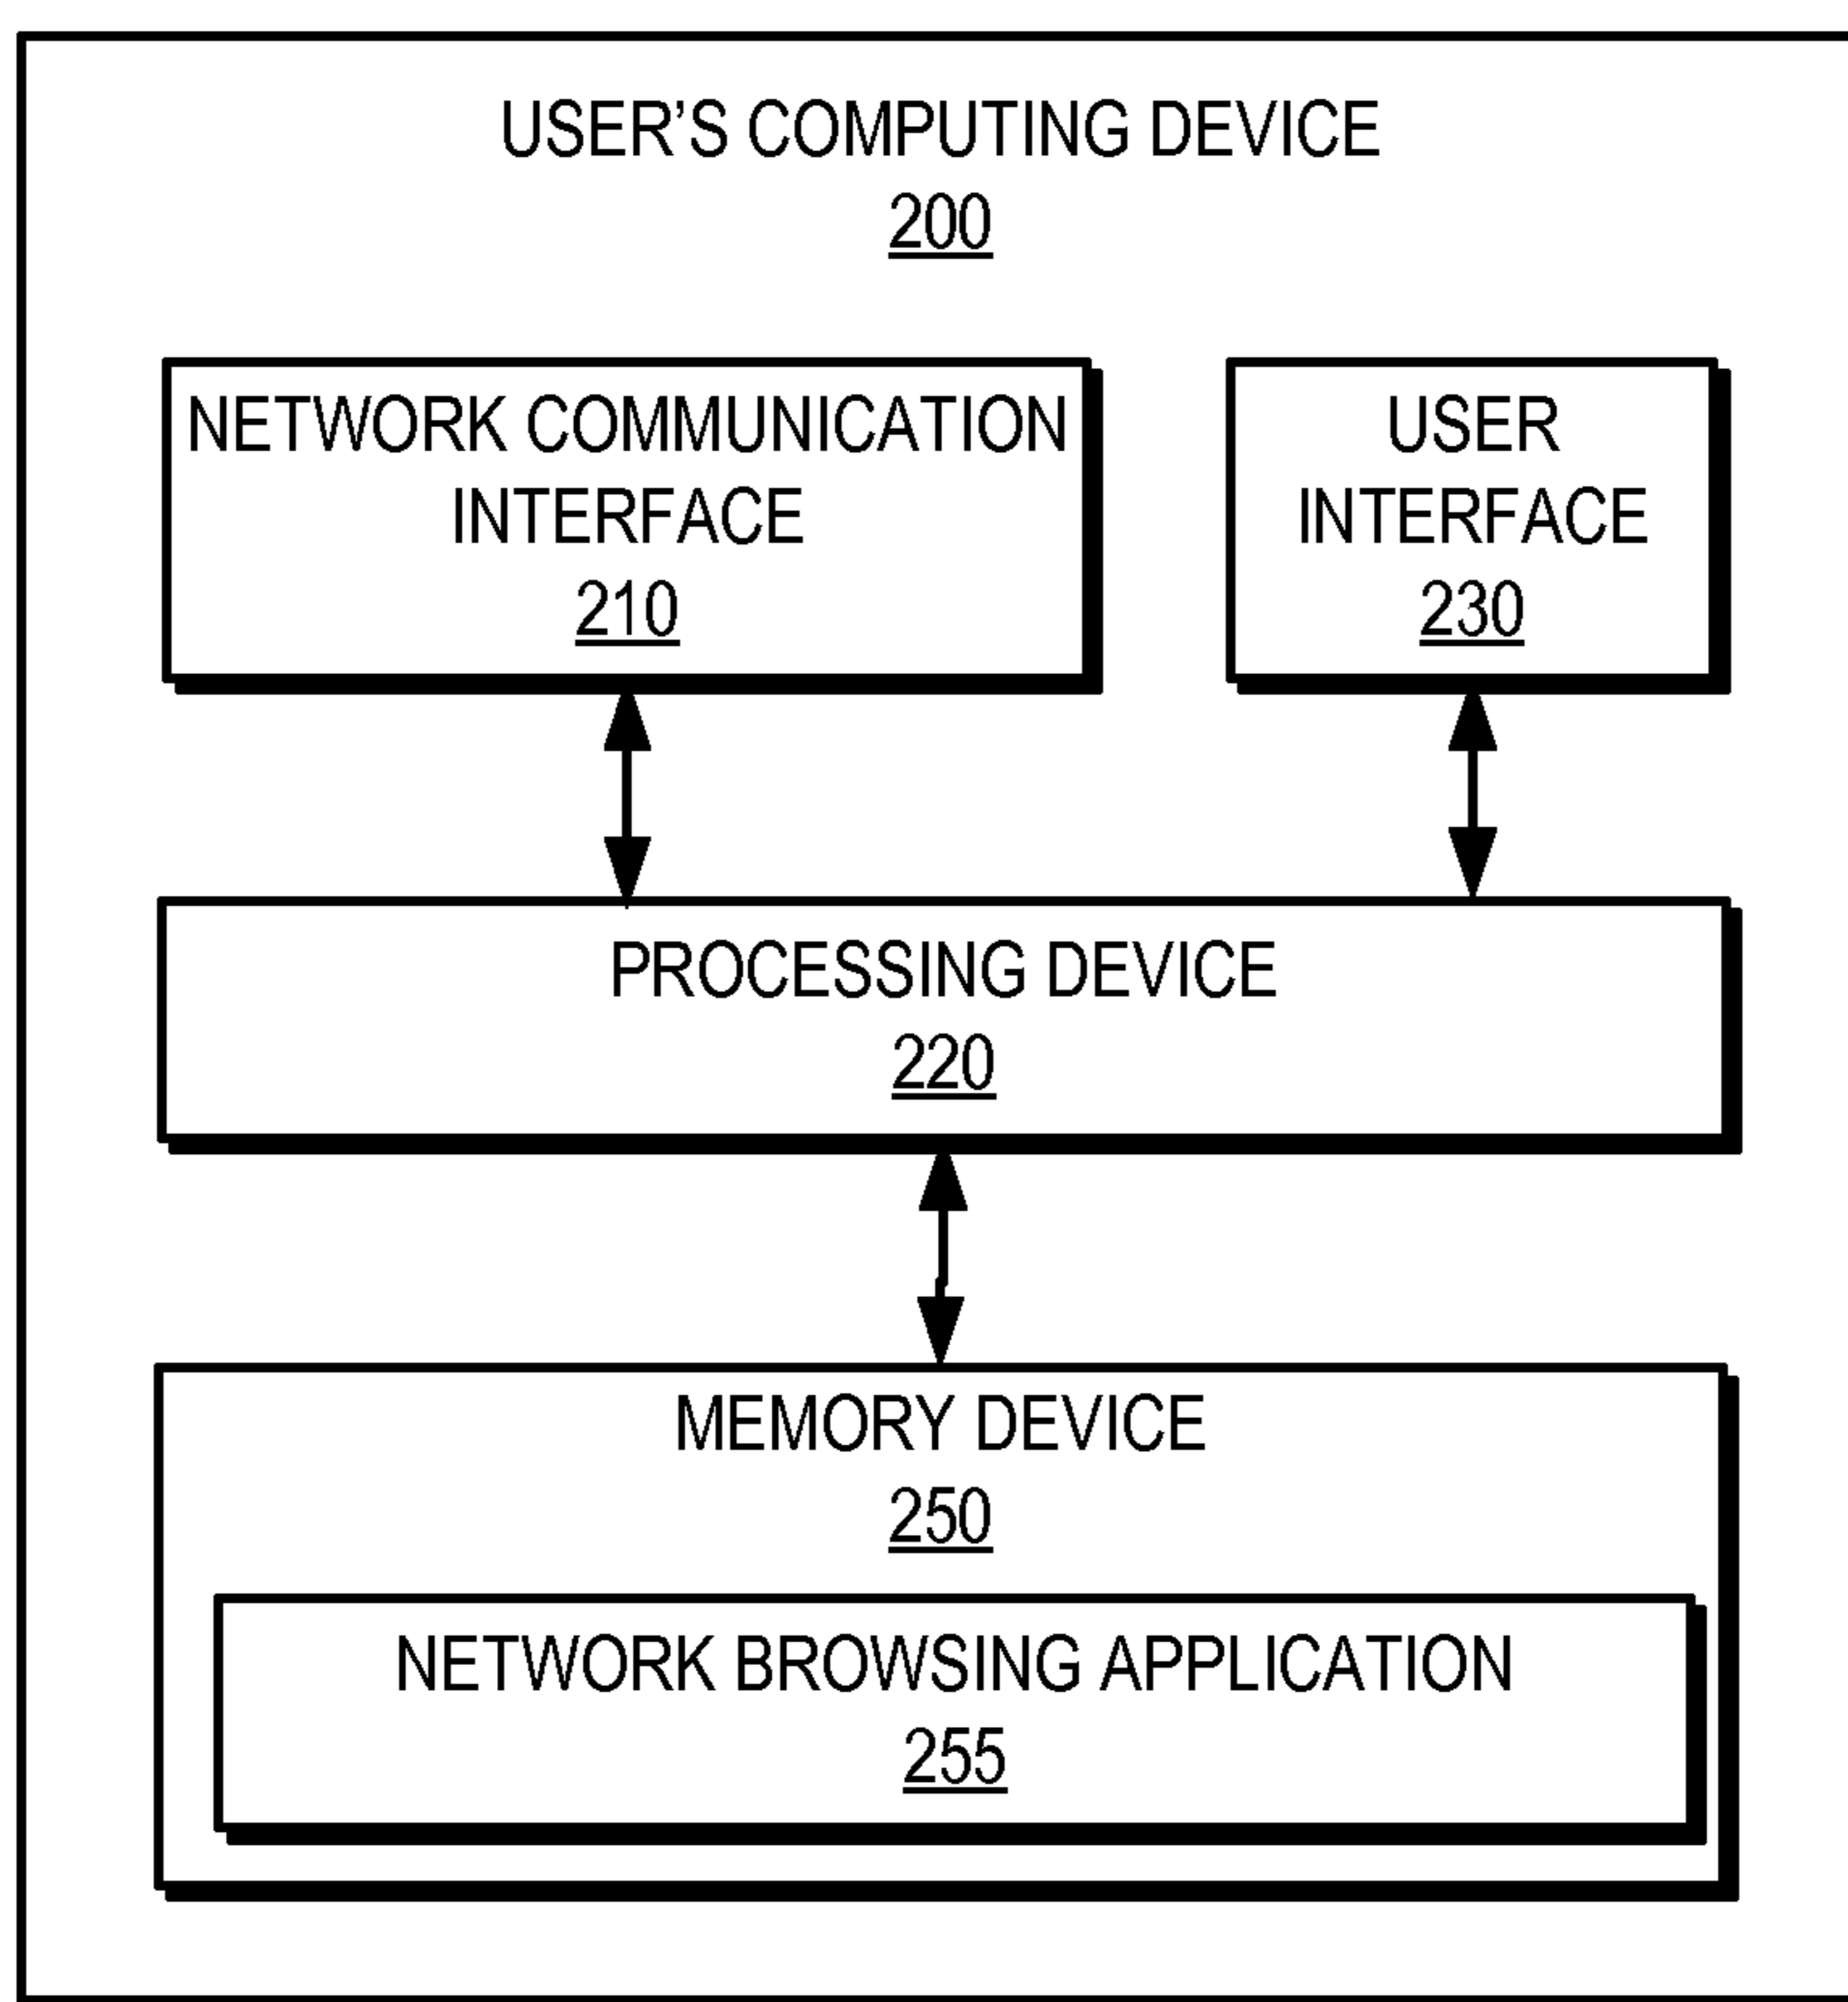 USER’S COMPUTING DEVICE
200
NETWORK COMMUNICATION
INTERFACE
210
USER
INTERFACE
230
PROCESSING DEVICE
220
MEMORY DEVICE
250
NETWORK BROWSING APPLICATION
255